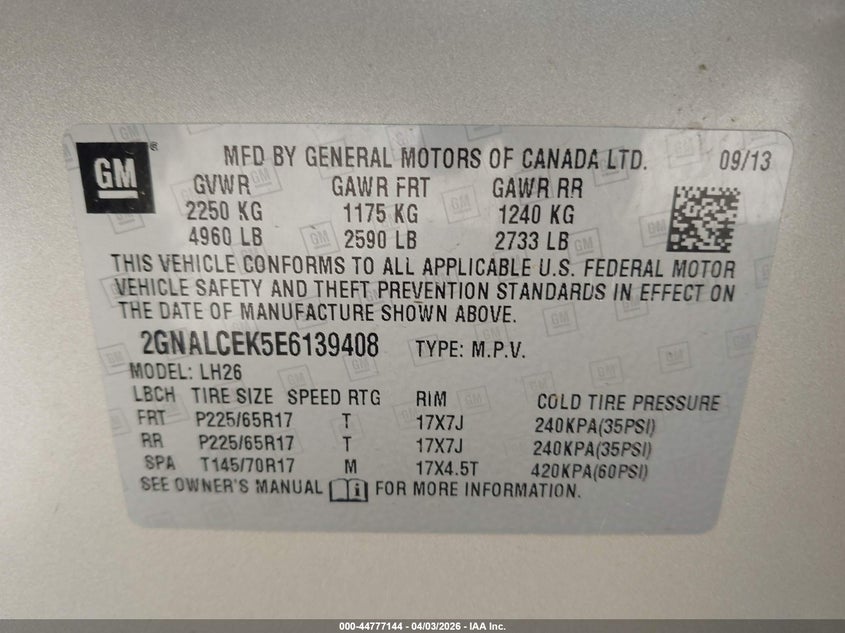 GM ®
MFD BY GENERAL MOTORS OF CANADA LTD. 09/13
GVWR GAWR FRT GAWR RR
2250 KG 1175 KG 1240 KG
4960 LB 2590 LB 2733 LB
THIS VEHICLE CONFORMS TO ALL APPLICABLE U.S. FEDERAL MOTOR
VEHICLE SAFETY AND THEFT PREVENTION STANDARDS IN EFFECT ON
THE DATE OF MANUFACTURE SHOWN ABOVE.
2GNALCEK5E6139408 TYPE: M.P.V.
MODEL: LH26
LBCH TIRE SIZE SPEED RTG RIM COLD TIRE PRESSURE
FRT P225/65R17 T 17X7J 240KPA(35PSI)
RR P225/65R17 T 17X7J 240KPA(35PSI)
SPA T145/70R17 M 17X4.5T 420KPA(60PSI)
SEE OWNER'S MANUAL i FOR MORE INFORMATION.
000-44777144 - 04/03/2026 - IAA Inc.